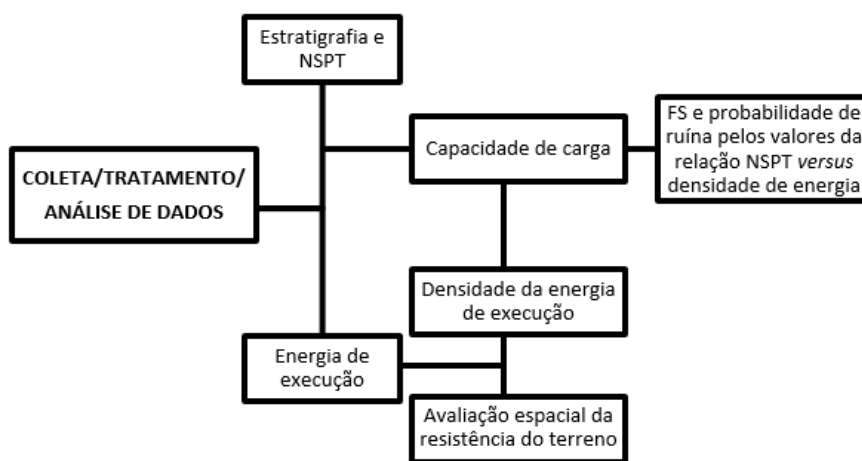 Estratigrafia e
NSPT
COLETA/TRATAMENTO/
ANÁLISE DE DADOS
Capacidade de carga
FS e probabilidade de
ruína pelos valores da
relação NSPT versus
densidade de energia
Densidade da energia
de execução
Energia de
execução
Avaliação espacial da
resistência do terreno